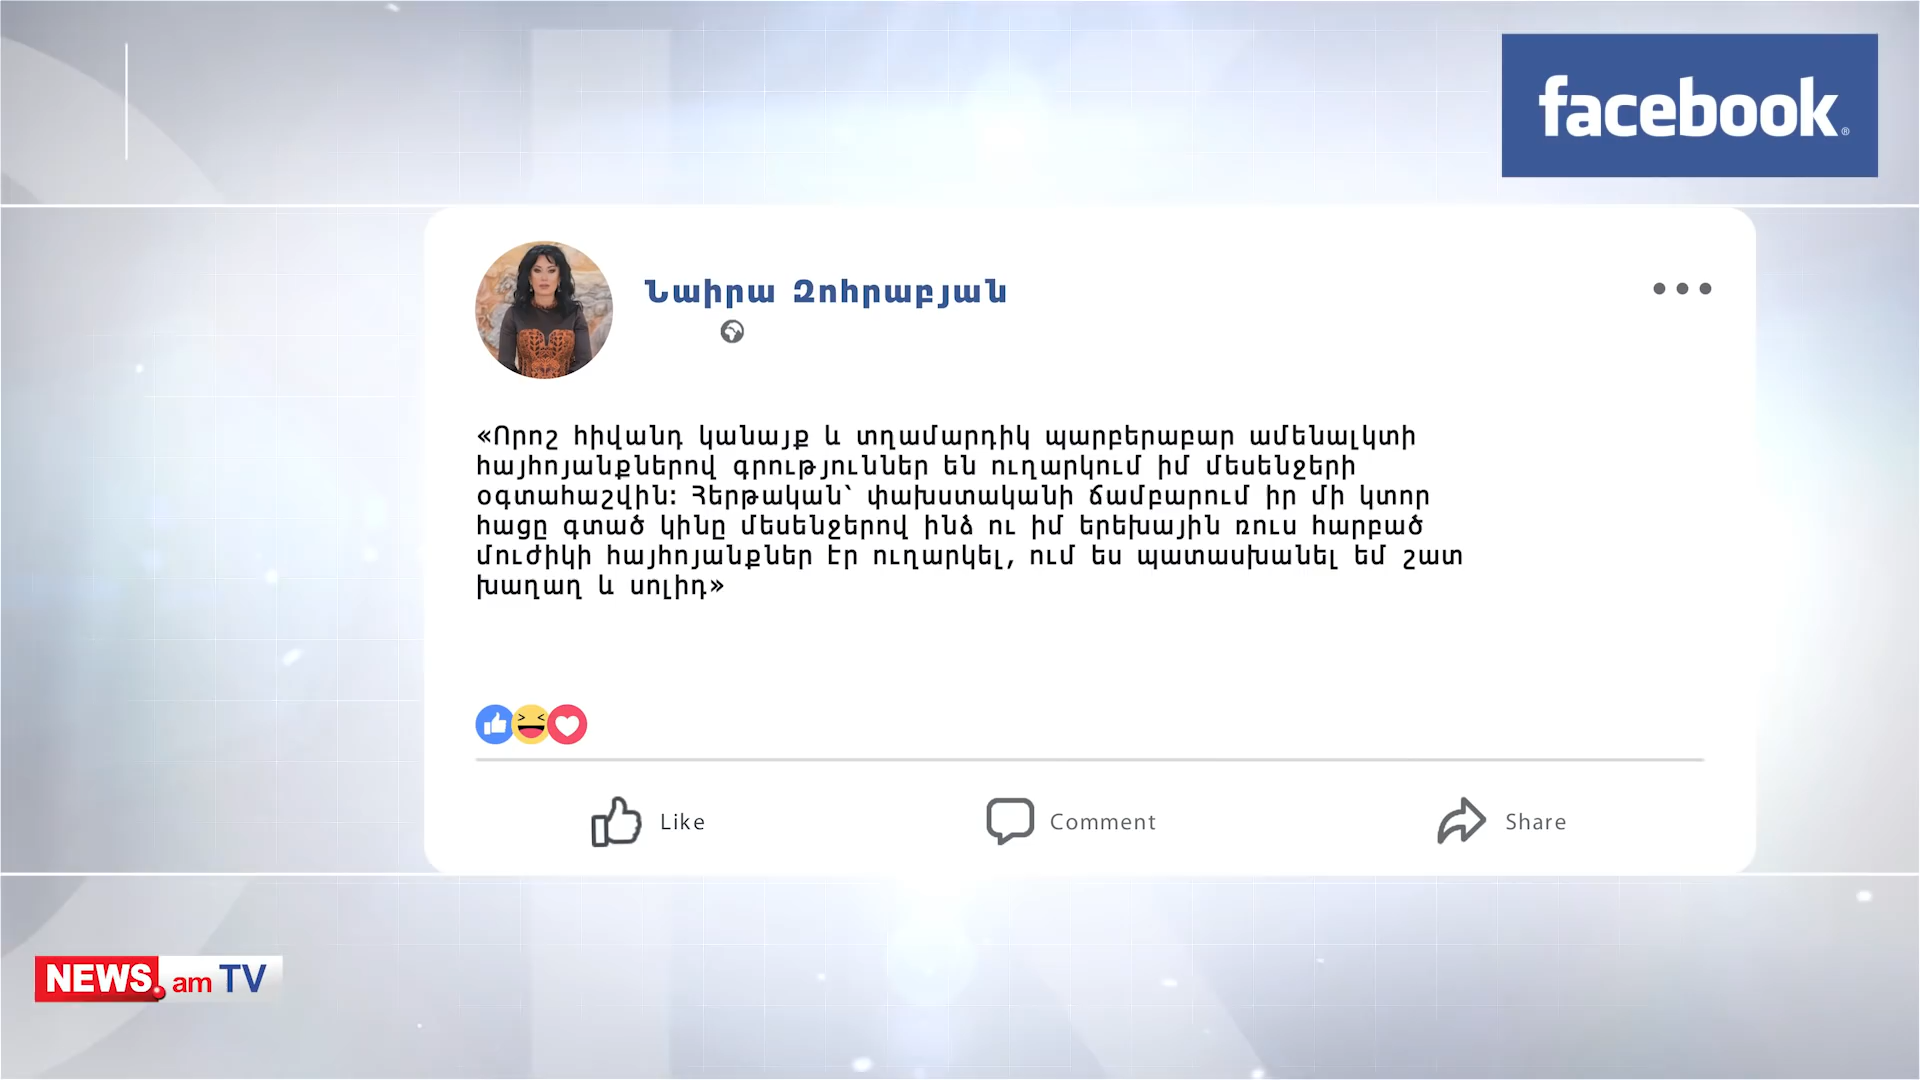 facebook®
Նաիրա Զոհրաբյան
«Որոշ հիվանդ կանայք և տղամարդիկ պարբերաբար ամենալկտի
հայհոյանքներով գրություններ են ուղարկում իմ մեսենջերի
օգտահաշվին: Հերթական՝ փախստականի ճամբարում իր մի կտոր
հացը գտած կինը մեսենջերով ինձ ու իմ երեխային ռուս հարբած
մուժիկի հայհոյանքներ էր ուղարկել, ում ես պատասխանել եմ շատ
խաղաղ և սոլիդ»
Like Comment Share
NEWS.am TV